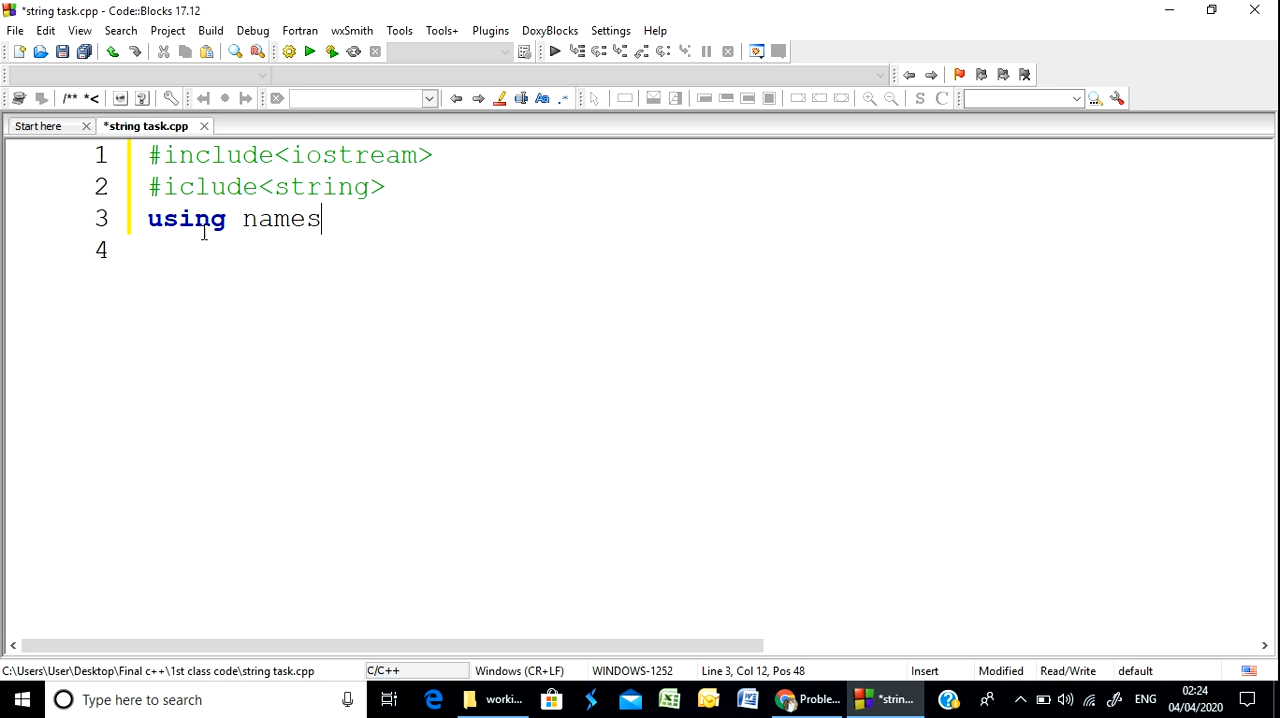 *string task.cpp - Code::Blocks 17.12
File Edit View Search Project Build Debug Fortran wxSmith Tools Tools+ Plugins DoxyBlocks Settings Help
/** *<
Aa .*
S C
Start here *string task.cpp
1 #include<iostream>
2 #iclude<string>
3 using names
4
C:\Users\User\Desktop\Final c++\1st class code\string task.cpp C/C++ Windows (CR+LF) WINDOWS-1252 Line 3, Col 12, Pos 48 Insert Modified Read/Write default
Type here to search worki... Proble... *strin... ENG 02:24
04/04/2020